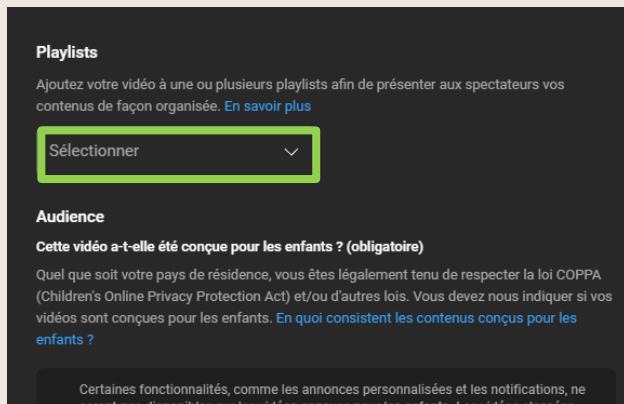 Playlists
Ajoutez votre vidéo à une ou plusieurs playlists afin de présenter aux spectateurs vos
contenus de façon organisée. En savoir plus
Sélectionner
Audience
Cette vidéo a-t-elle été conçue pour les enfants ? (obligatoire)
Quel que soit votre pays de résidence, vous êtes légalement tenu de respecter la loi COPPA
(Children's Online Privacy Protection Act) et/ou d'autres lois. Vous devez nous indiquer si vos
vidéos sont conçues pour les enfants. En quoi consistent les contenus conçus pour les
enfants ?
Certaines fonctionnalités, comme les annonces personnalisées et les notifications, ne